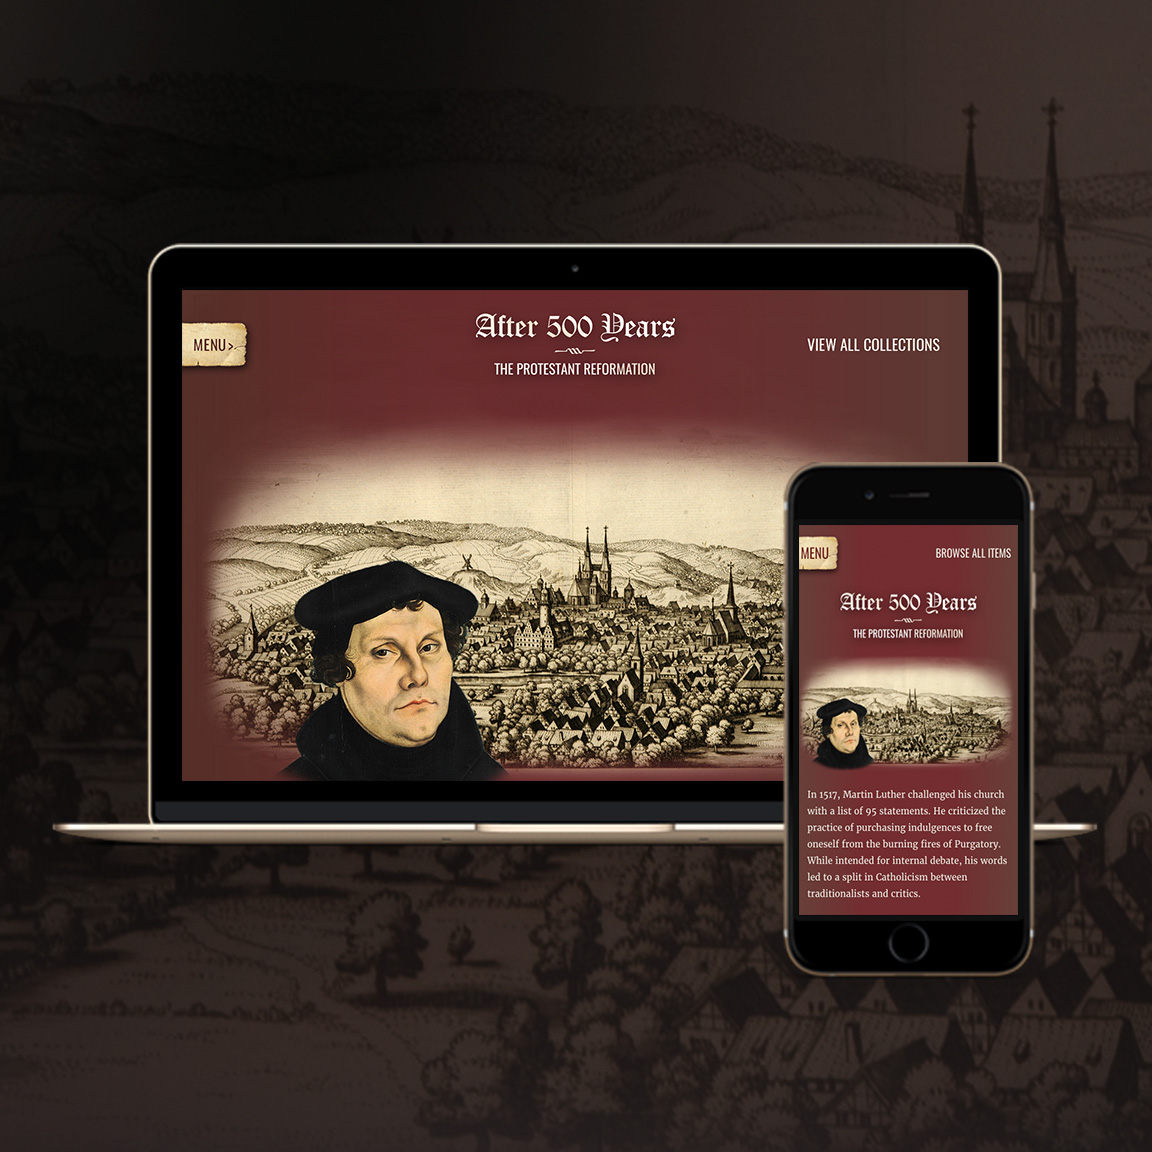 After 500 Years
MENU >
VIEW ALL COLLECTIONS
THE PROTESTANT REFORMATION
MENU
BROWSE ALL ITEMS
After 500 Years
THE PROTESTANT REFORMATION
In 1517, Martin Luther challenged his church
with a list of 95 statements. He criticized the
practice of purchasing indulgences to free
oneself from the burning fires of Purgatory.
While intended for internal debate, his words
led to a split in Catholicism between
traditionalists and critics.